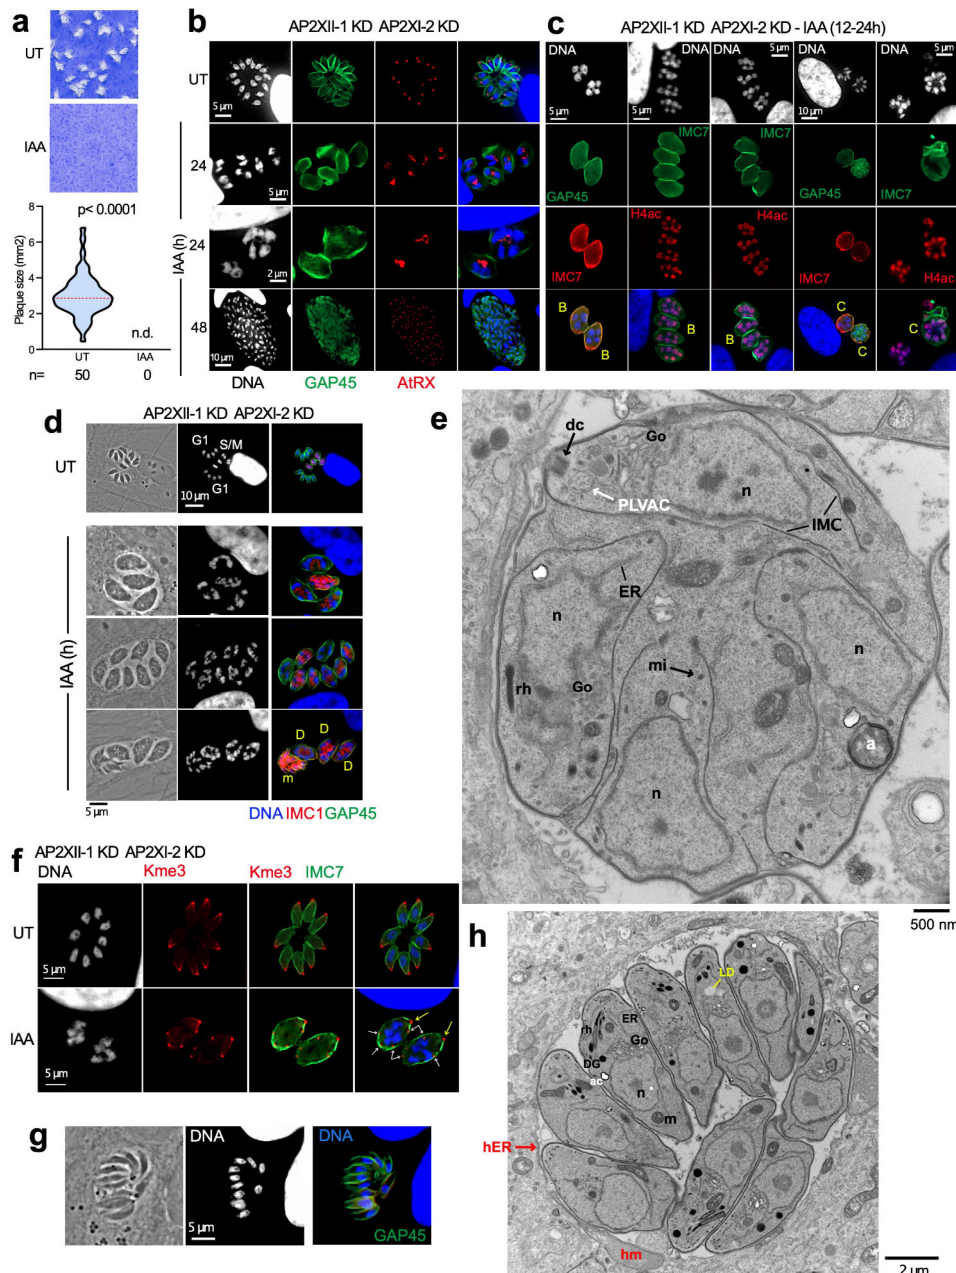 a
UT
IAA
p< 0.0001
Plaque size (mm2)
8
6
4
2
0
n.d.
UT
IAA
n=
50
0
b
AP2XII-1 KD AP2XI-2 KD
UT
5 µm
24
5 µm
24
2 µm
48
10 µm
IAA (h)
DNA
GAP45
AtRX
c
AP2XII-1 KD AP2XI-2 KD - IAA (12-24h)
DNA
5 µm
DNA
5 µm
DNA
5 µm
DNA
10 µm
5 µm
DNA
GAP45
IMC7
IMC7
GAP45
IMC7
IMC7
H4ac
H4ac
IMC7
H4ac
B
B
B
B
C
C
C
d
AP2XII-1 KD AP2XI-2 KD
UT
G1
S/M
G1
10 µm
IAA (h)
D
D
D
m
5 µm
DNA IMC1 GAP45
e
dc
Go
PLVAC
n
IMC
ER
n
n
mi
rh
Go
a
n
500 nm
f
AP2XII-1 KD AP2XI-2 KD
DNA
Kme3
Kme3 IMC7
UT
5 µm
IAA
5 µm
g
DNA
5 µm
DNA
GAP45
h
LD
rh
ER
Go
DG
ac
n
m
hER
hm
2 µm